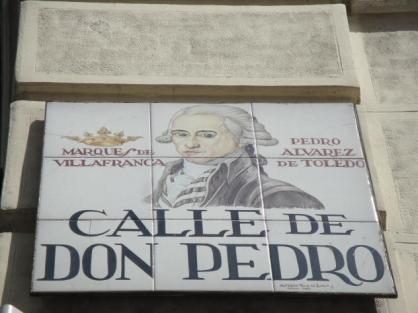 MARQUES DE
VILLAFRANCA
PEDRO
ALVAREZ
DE TOLEDO
CALLE DE
DON PEDRO